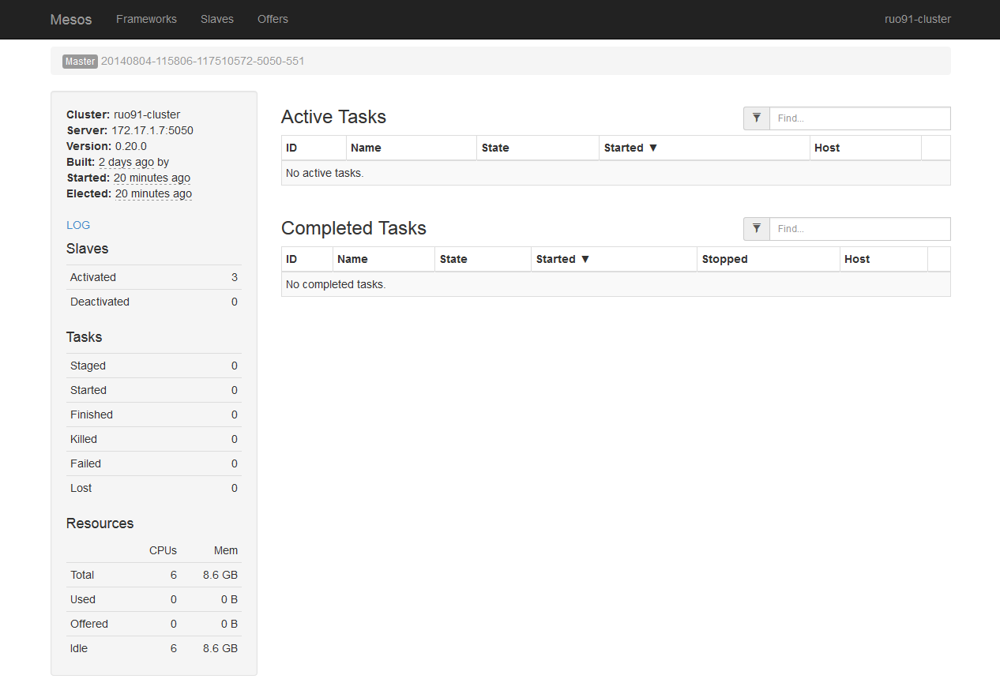 Mesos Frameworks Slaves Offers ruo91-cluster
Master 20140804-115806-117510572-5050-551
Cluster: ruo91-cluster
Server: 172.17.1.7:5050
Version: 0.20.0
Built: 2 days ago by
Started: 20 minutes ago
Elected: 20 minutes ago
LOG
Slaves
Activated 3
Deactivated 0
Tasks
Staged 0
Started 0
Finished 0
Killed 0
Failed 0
Lost 0
Resources
CPUs Mem
Total 6 8.6 GB
Used 0 0 B
Offered 0 0 B
Idle 6 8.6 GB
Active Tasks
Find...
ID Name State Started ▼ Host
No active tasks.
Completed Tasks
Find...
ID Name State Started ▼ Stopped Host
No completed tasks.